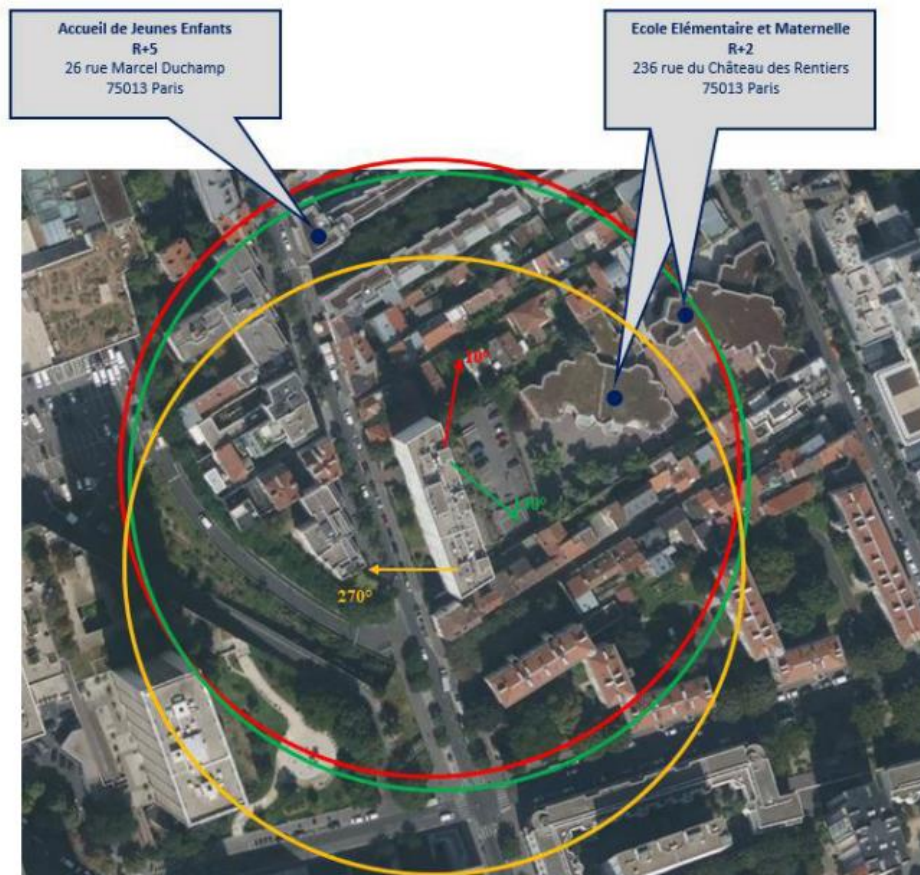 Accueil de Jeunes Enfants
R+5
26 rue Marcel Duchamp
75013 Paris
Ecole Elémentaire et Maternelle
R+2
236 rue du Château des Rentiers
75013 Paris
10°
270°